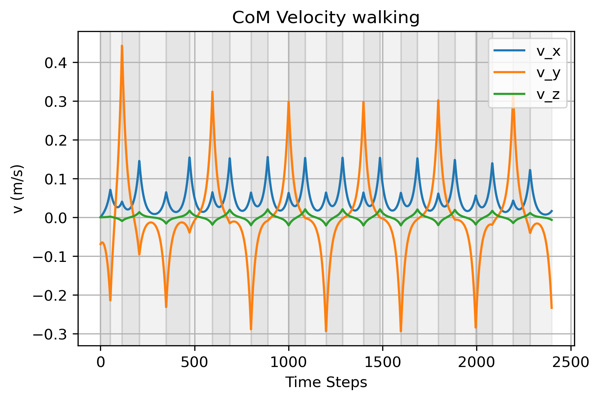 CoM Velocity walking
v_x
v_y
v_z
v (m/s)
0.4
0.3
0.2
0.1
0.0
−0.1
−0.2
−0.3
0 500 1000 1500 2000 2500
Time Steps